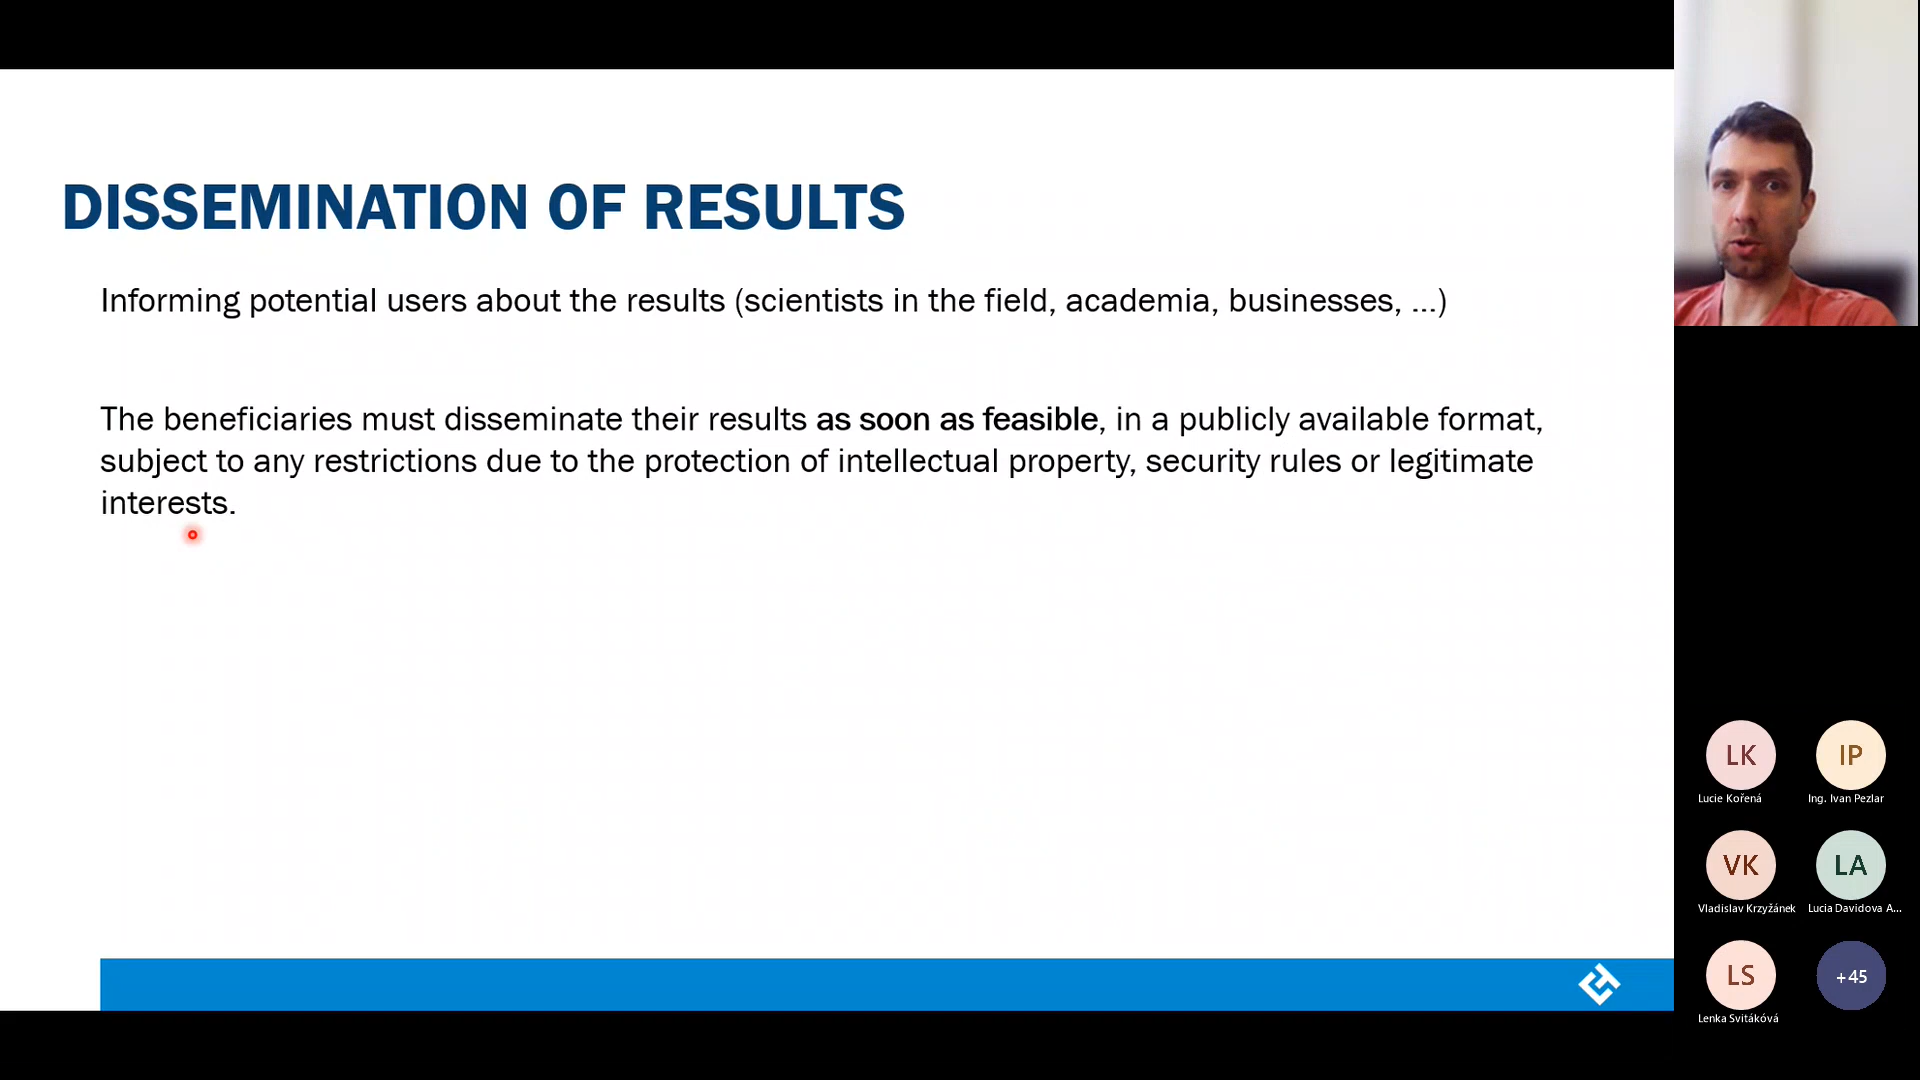 DISSEMINATION OF RESULTS
Informing potential users about the results (scientists in the field, academia, businesses, ...)
The beneficiaries must disseminate their results as soon as feasible, in a publicly available format,
subject to any restrictions due to the protection of intellectual property, security rules or legitimate
interests.
LK
IP
Lucie Kořená
Ing. Ivan Pezlar
VK
LA
Vladislav Krzyžánek
Lucia Davidova A...
LS
+45
Lenka Svitáková